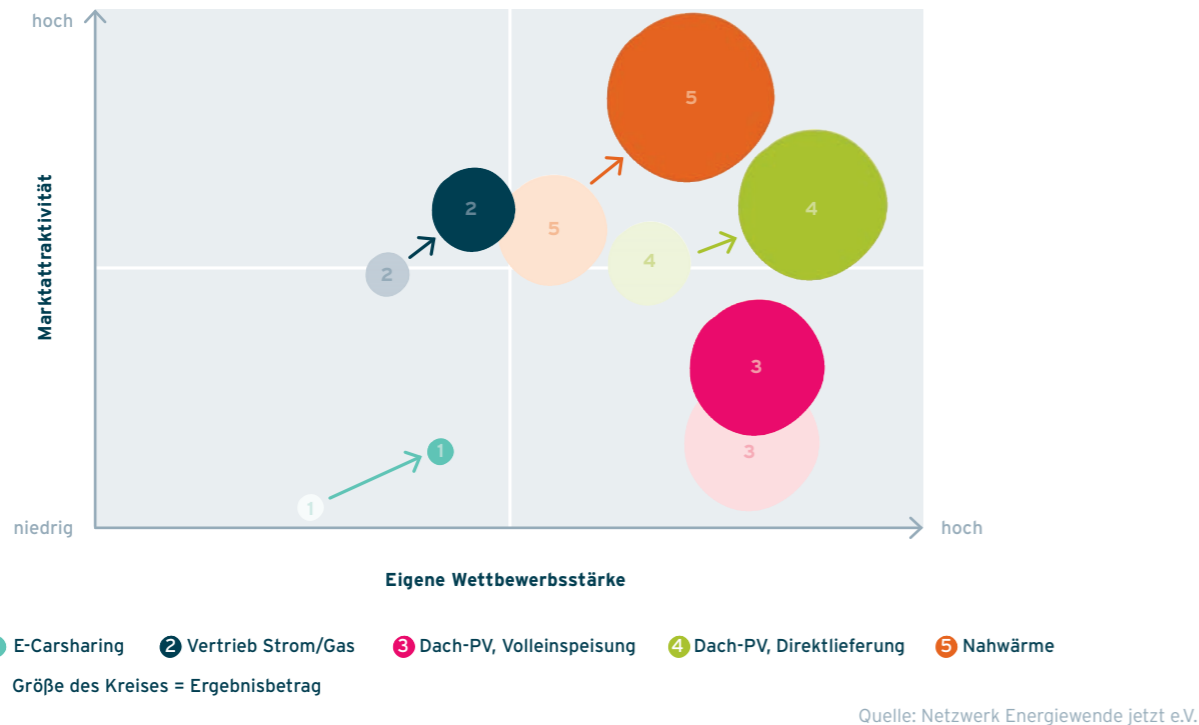 hoch
5
2
5
4
4
2
Marktattraktivität
3
3
1
1
niedrig
hoch
Eigene Wettbewerbsstärke
E-Carsharing 2 Vertrieb Strom/Gas 3 Dach-PV, Volleinspeisung 4 Dach-PV, Direktlieferung 5 Nahwärme
Größe des Kreises = Ergebnisbetrag
Quelle: Netzwerk Energiewende jetzt e.V.